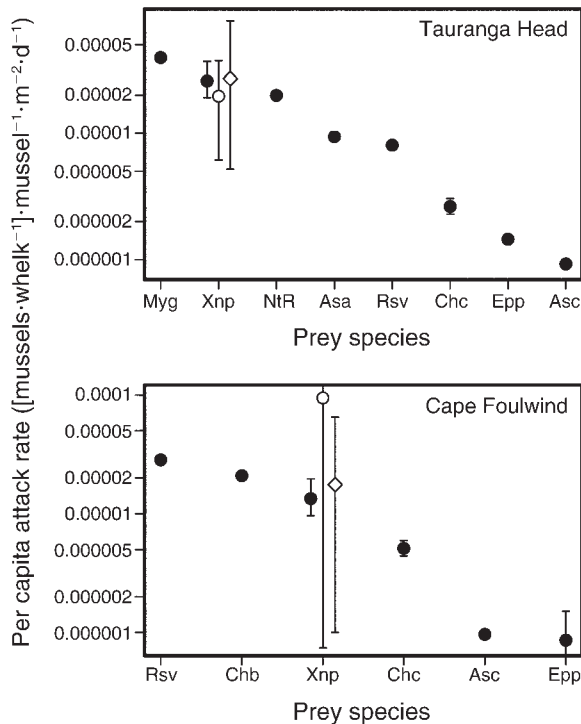 Per capita attack rate ([mussels·whelk⁻¹]·mussel⁻¹·m⁻²·d⁻¹)
Tauranga Head
0.00005
0.00002
0.00001
0.000005
0.000002
0.000001
Myg Xnp NtR Asa Rsv Chc Epp Asc
Prey species
Cape Foulwind
0.0001
0.00005
0.00002
0.00001
0.000005
0.000002
0.000001
Rsv Chb Xnp Chc Asc Epp
Prey species